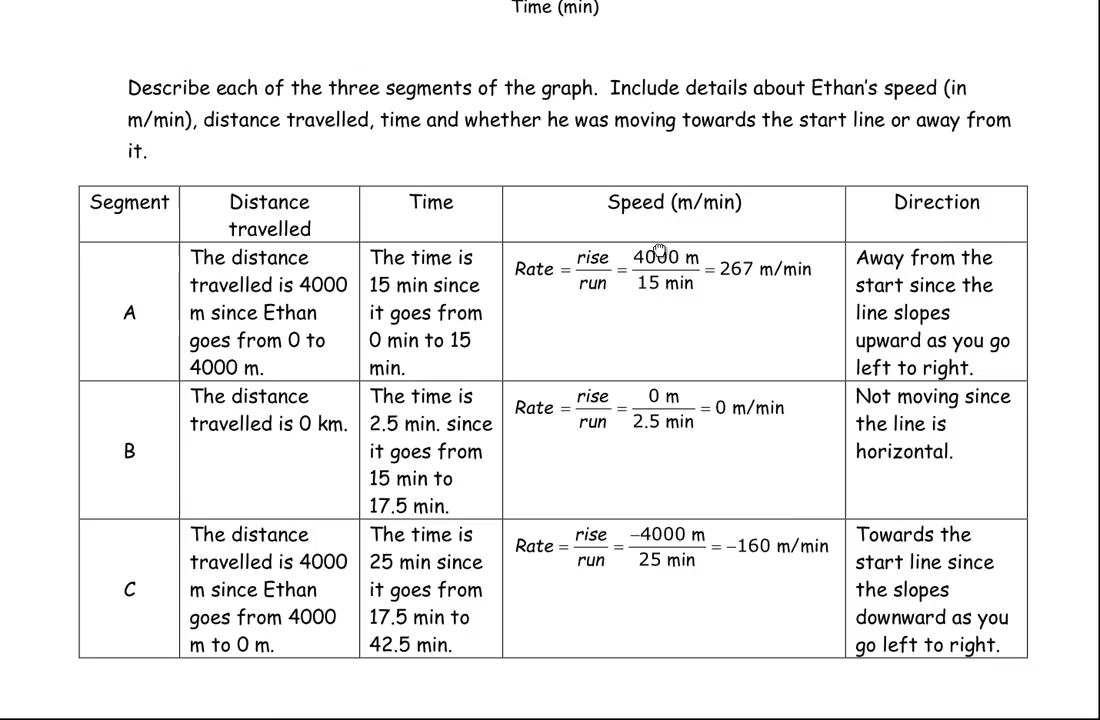 Time (min)
Describe each of the three segments of the graph.  Include details about Ethan's speed (in
m/min), distance travelled, time and whether he was moving towards the start line or away from
it.
Segment
Distance
travelled
Time
Speed (m/min)
Direction
A
The distance
travelled is 4000
m since Ethan
goes from 0 to
4000 m.
The time is
15 min since
it goes from
0 min to 15
min.
Rate = rise/run = 4000 m/15 min = 267 m/min
Away from the
start since the
line slopes
upward as you go
left to right.
B
The distance
travelled is 0 km.
The time is
2.5 min. since
it goes from
15 min to
17.5 min.
Rate = rise/run = 0 m/2.5 min = 0 m/min
Not moving since
the line is
horizontal.
C
The distance
travelled is 4000
m since Ethan
goes from 4000
m to 0 m.
The time is
25 min since
it goes from
17.5 min to
42.5 min.
Rate = rise/run = −4000 m/25 min = −160 m/min
Towards the
start line since
the slopes
downward as you
go left to right.